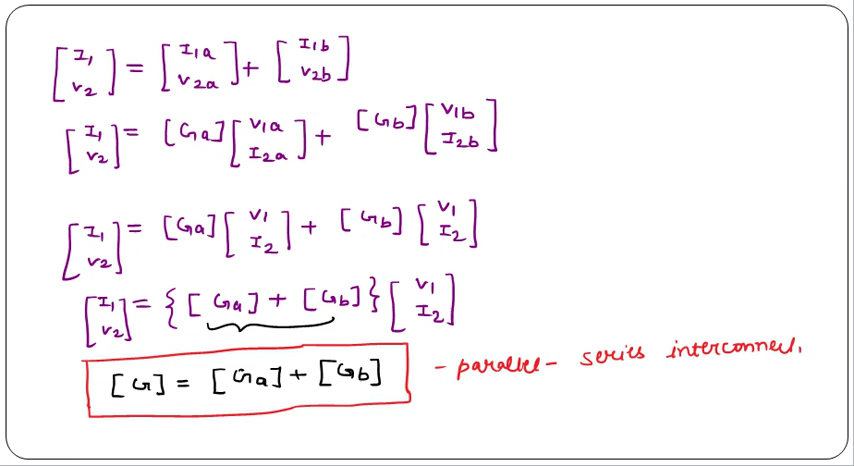 [I₁ V₂] = [I₁a V₂a] + [I₁b V₂b]
[I₁ V₂] = [Ga] [V₁a I₂a] + [Gb] [V₁b I₂b]
[I₁ V₂] = [Ga] [V₁ I₂] + [Gb] [V₁ I₂]
[I₁ V₂] = {[Ga] + [Gb]} [V₁ I₂]
[G] = [Ga] + [Gb] - parallel - series interconnect.